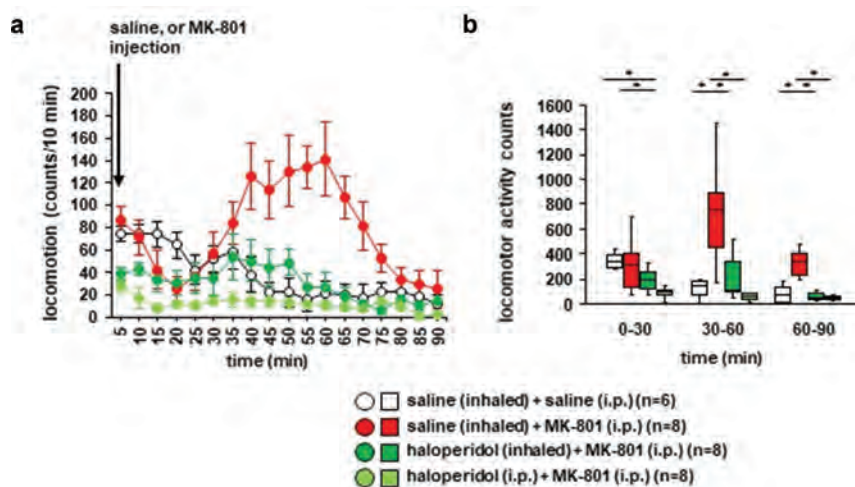 a
saline, or MK-801
injection
locomotion (counts/10 min)
200
180
160
140
120
100
80
60
40
20
0
5 10 15 20 25 30 35 40 45 50 55 60 65 70 75 80 85 90
time (min)
b
* * * * * * * *
locomotor activity counts
1600
1400
1200
1000
800
600
400
200
0
0-30 30-60 60-90
time (min)
saline (inhaled) + saline (i.p.) (n=6)
saline (inhaled) + MK-801 (i.p.) (n=8)
haloperidol (inhaled) + MK-801 (i.p.) (n=8)
haloperidol (i.p.) + MK-801 (i.p.) (n=8)